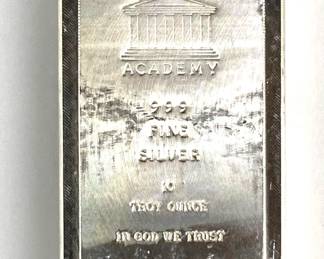 ACADEMY
.999
FINE
SILVER
10
TROY OUNCE
IN GOD WE TRUST